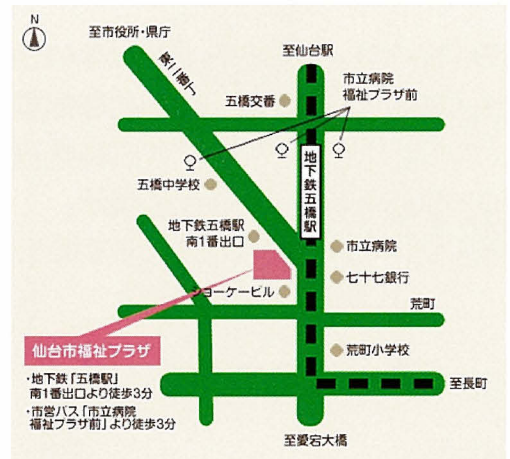 N
至市役所・県庁
東二番丁
至仙台駅
市立病院
福祉プラザ前
五橋交番
地下鉄五橋駅
五橋中学校
地下鉄五橋駅
南1番出口
市立病院
七十七銀行
ショーケービル
荒町
仙台市福祉プラザ
荒町小学校
・地下鉄「五橋駅」
南1番出口より徒歩3分
・市営バス「市立病院
福祉プラザ前」より徒歩3分
至長町
至愛宕大橋